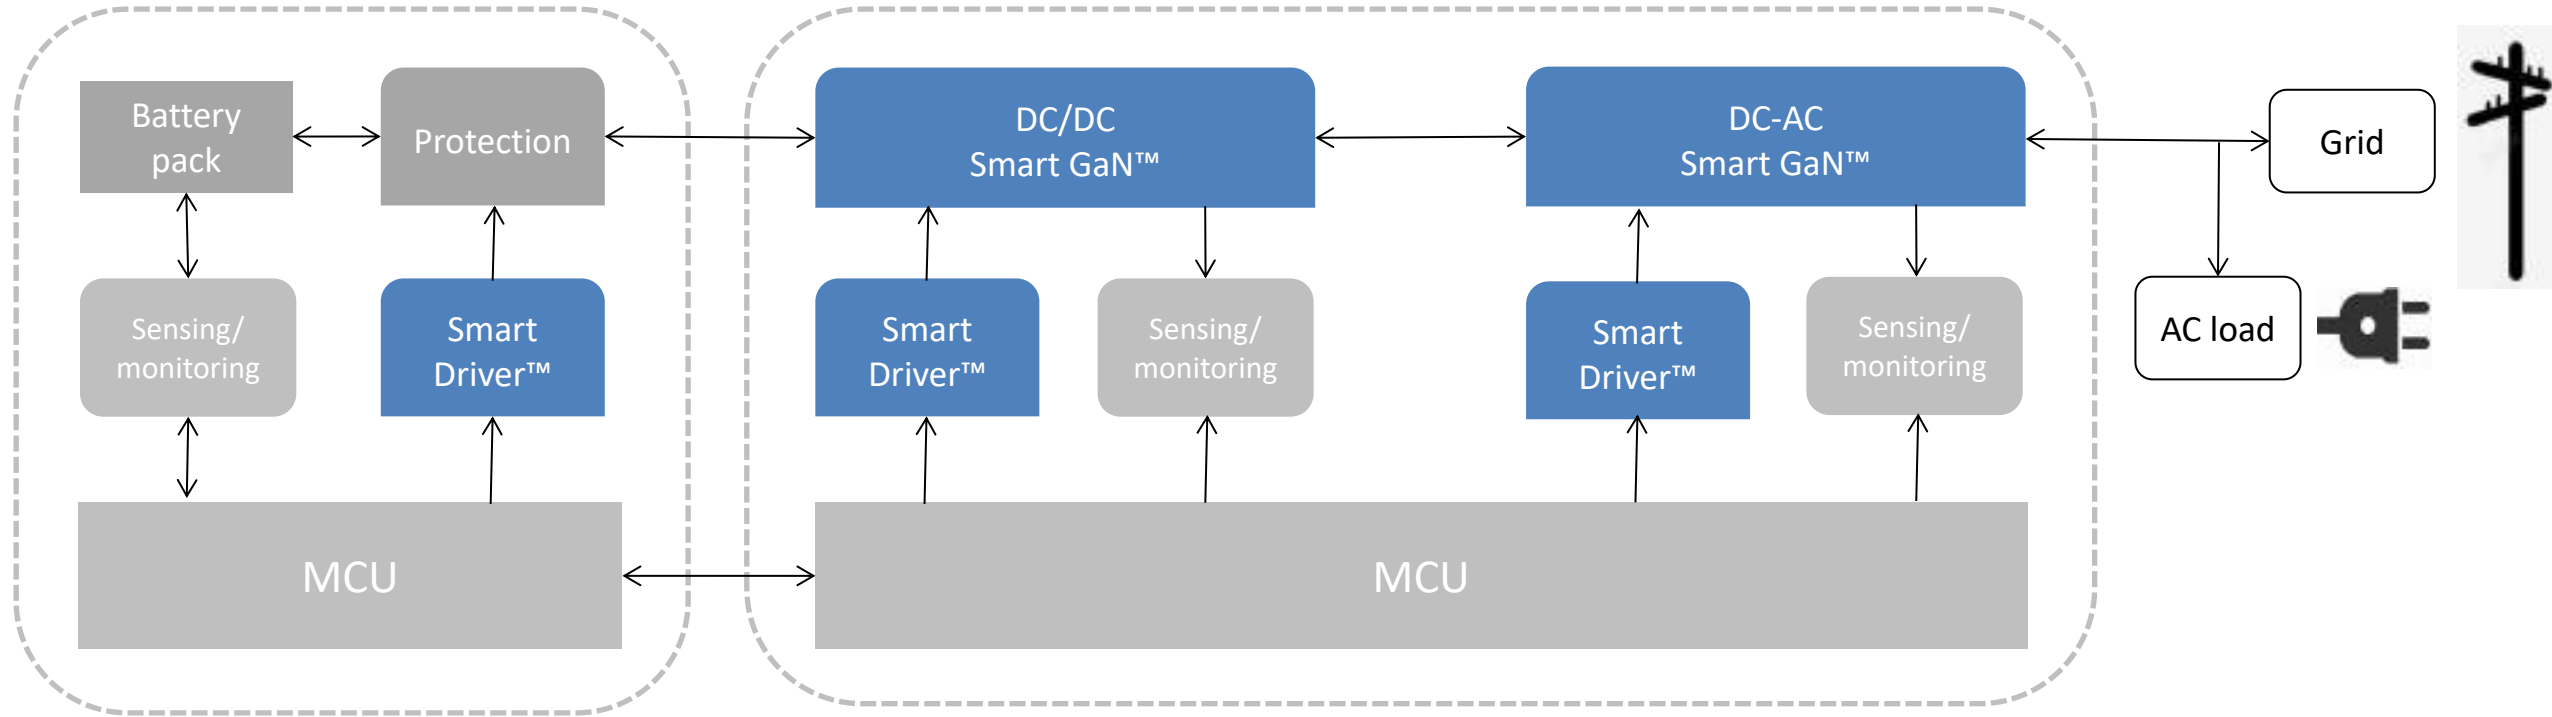 Battery
pack
Protection
DC/DC
Smart GaN™
DC-AC
Smart GaN™
Grid
Sensing/
monitoring
Smart
Driver™
Smart
Driver™
Sensing/
monitoring
Smart
Driver™
Sensing/
monitoring
AC load
MCU
MCU